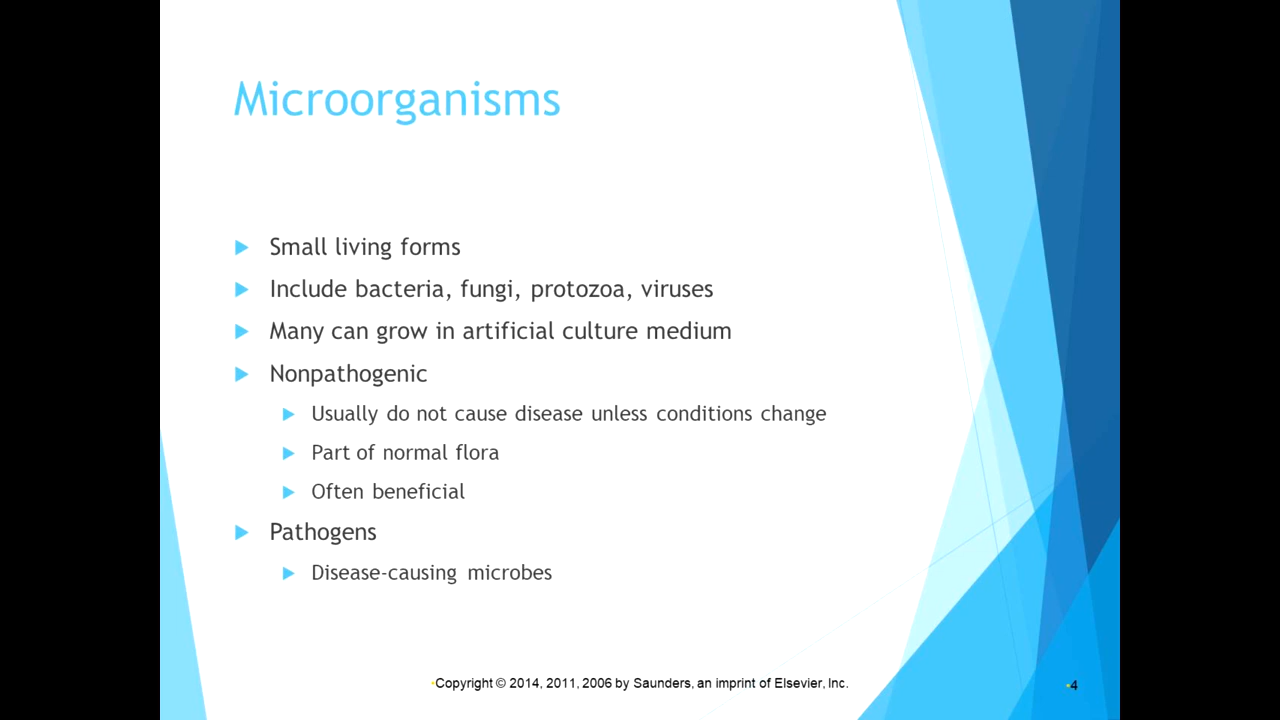 Microorganisms
Small living forms
Include bacteria, fungi, protozoa, viruses
Many can grow in artificial culture medium
Nonpathogenic
Usually do not cause disease unless conditions change
Part of normal flora
Often beneficial
Pathogens
Disease-causing microbes
•Copyright © 2014, 2011, 2006 by Saunders, an imprint of Elsevier, Inc.
•4